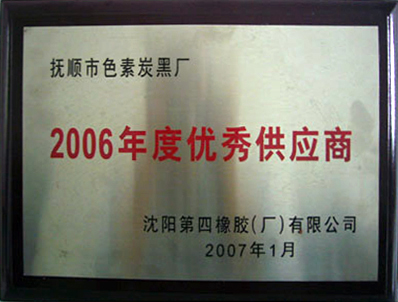 抚顺市色素炭黑厂
2006年度优秀供应商
沈阳第四橡胶(厂)有限公司
2007年1月